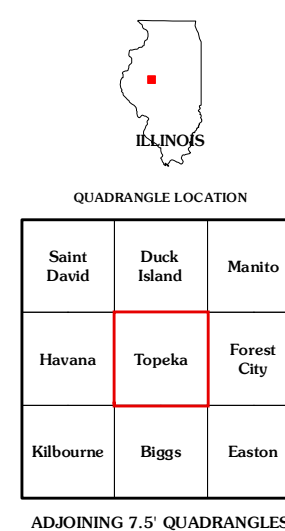 ILLINOIS
QUADRANGLE LOCATION
Saint
David
Duck
Island
Manito
Havana
Topeka
Forest
City
Kilbourne
Biggs
Easton
ADJOINING 7.5' QUADRANGLES